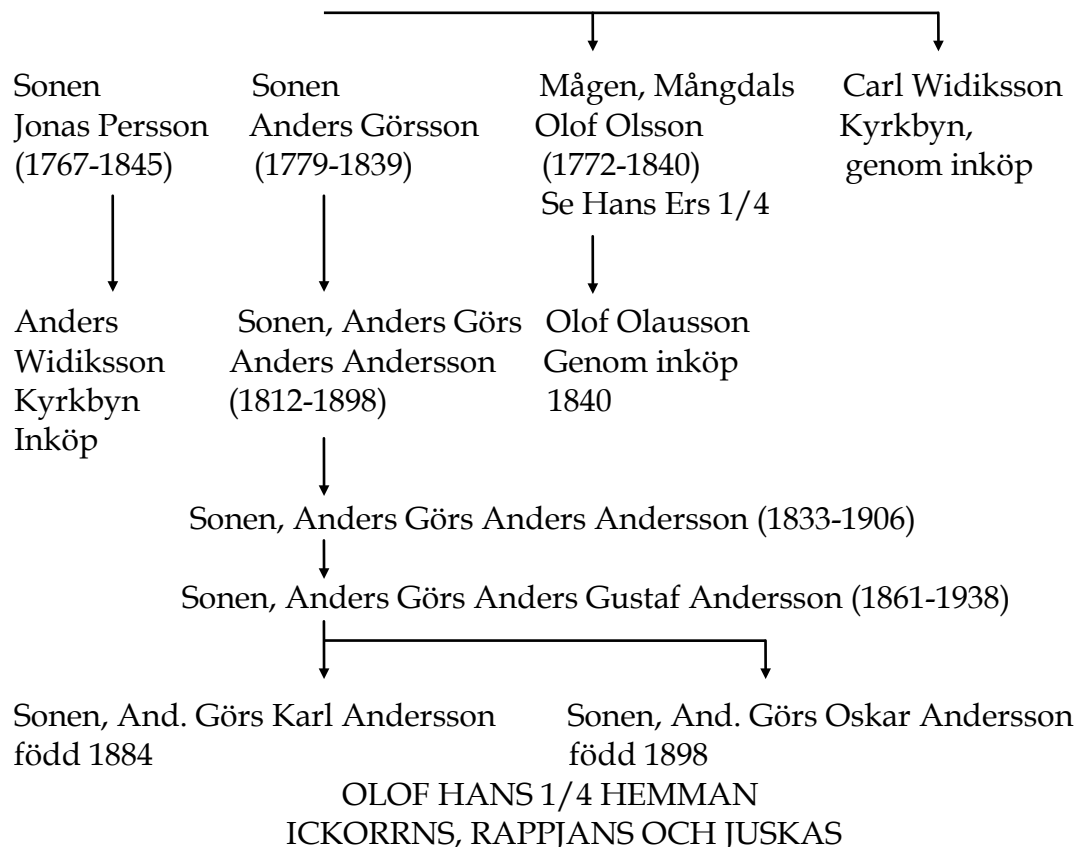 Sonen
Jonas Persson
(1767-1845)
Sonen
Anders Görsson
(1779-1839)
Mågen, Mångdals
Olof Olsson
(1772-1840)
Se Hans Ers 1/4
Carl Widiksson
Kyrkbyn,
genom inköp
Anders
Widiksson
Kyrkbyn
Inköp
Sonen, Anders Görs
Anders Andersson
(1812-1898)
Olof Olausson
Genom inköp
1840
Sonen, Anders Görs Anders Andersson (1833-1906)
Sonen, Anders Görs Anders Gustaf Andersson (1861-1938)
Sonen, And. Görs Karl Andersson
född 1884
Sonen, And. Görs Oskar Andersson
född 1898
OLOF HANS 1/4 HEMMAN
ICKORRNS, RAPPJANS OCH JUSKAS